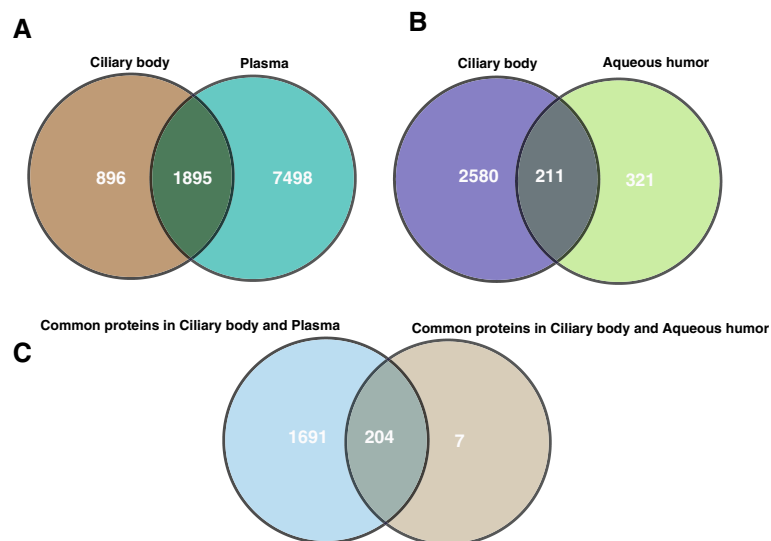 A
B
Ciliary body Plasma
Ciliary body Aqueous humor
896 1895 7498
2580 211 321
Common proteins in Ciliary body and Plasma
Common proteins in Ciliary body and Aqueous humor
C
1691 204 7